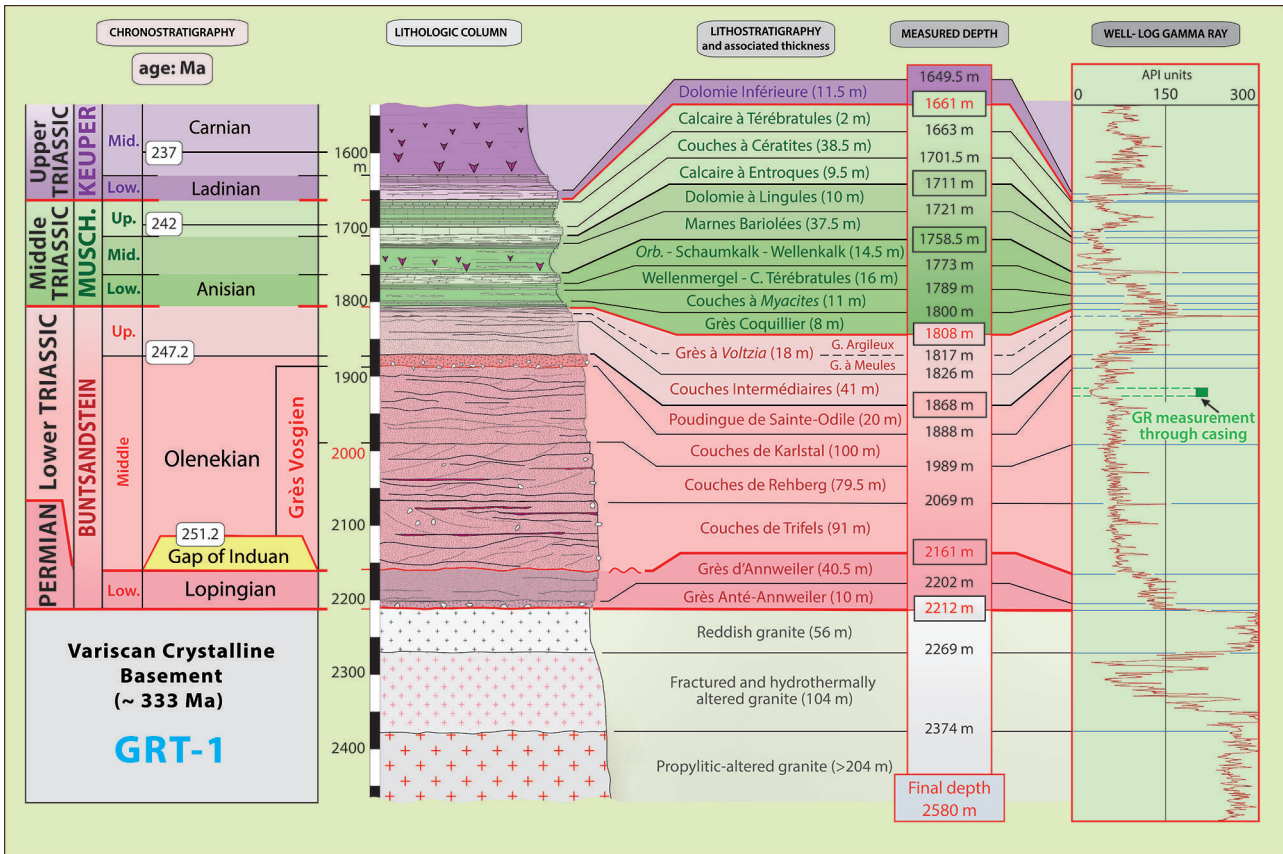 CHRONOSTRATIGRAPHY
age: Ma
Upper
TRIASSIC
KEUPER
Mid.
Carnian
237
Low.
Ladinian
Middle
TRIASSIC
MUSCH.
Up.
242
Mid.
Low.
Anisian
Lower TRIASSIC
PERMIAN
BUNTSANDSTEIN
Up.
247.2
Middle
Olenekian
Grès Vosgien
251.2
Gap of Induan
Low.
Lopingian
Variscan Crystalline
Basement
(~ 333 Ma)
GRT-1
LITHOLOGIC COLUMN
1600
m
1700
1800
1900
2000
2100
2200
2300
2400
LITHOSTRATIGRAPHY
and associated thickness
Dolomie Inférieure (11.5 m)
Calcaire à Térébratules (2 m)
Couches à Cératites (38.5 m)
Calcaire à Entroques (9.5 m)
Dolomie à Lingules (10 m)
Marnes Bariolées (37.5 m)
Orb. - Schaumkalk - Wellenkalk (14.5 m)
Wellenmergel - C. Térébratules (16 m)
Couches à Myacites (11 m)
Grès Coquillier (8 m)
Grès à Voltzia (18 m)
G. Argileux
G. à Meules
Couches Intermédiaires (41 m)
Poudingue de Sainte-Odile (20 m)
Couches de Karlstal (100 m)
Couches de Rehberg (79.5 m)
Couches de Trifels (91 m)
Grès d'Annweiler (40.5 m)
Grès Anté-Annweiler (10 m)
Reddish granite (56 m)
Fractured and hydrothermally
altered granite (104 m)
Propylitic-altered granite (>204 m)
MEASURED DEPTH
1649.5 m
1661 m
1663 m
1701.5 m
1711 m
1721 m
1758.5 m
1773 m
1789 m
1800 m
1808 m
1817 m
1826 m
1868 m
1888 m
1989 m
2069 m
2161 m
2202 m
2212 m
2269 m
2374 m
Final depth
2580 m
WELL- LOG GAMMA RAY
API units
0 150 300
GR measurement
through casing